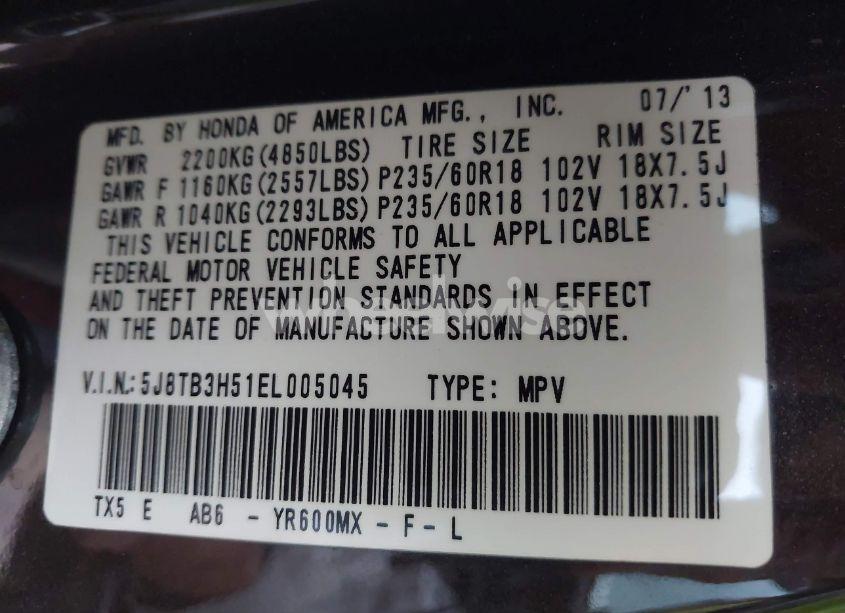 MFD. BY HONDA OF AMERICA MFG., INC. 07/'13
GVWR 2200KG(4850LBS) TIRE SIZE RIM SIZE
GAWR F 1160KG(2557LBS) P235/60R18 102V 18X7.5J
GAWR R 1040KG(2293LBS) P235/60R18 102V 18X7.5J
THIS VEHICLE CONFORMS TO ALL APPLICABLE
FEDERAL MOTOR VEHICLE SAFETY
AND THEFT PREVENTION STANDARDS IN EFFECT
ON THE DATE OF MANUFACTURE SHOWN ABOVE.
V.I.N.: 5J8TB3H51EL005045 TYPE: MPV
TX5 E AB6 - YR600MX - F - L